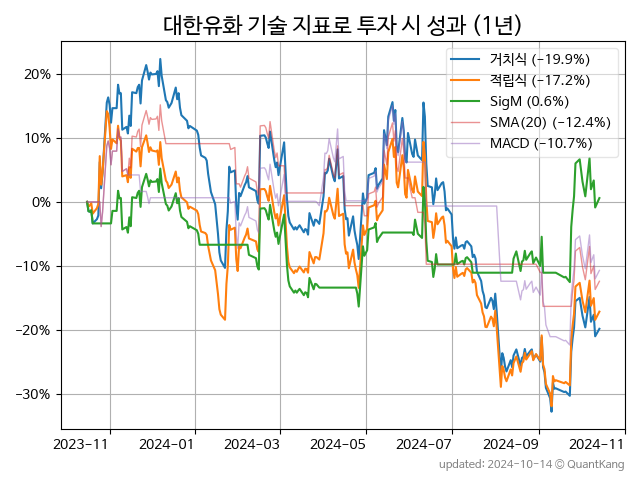 대한유화 기술 지표로 투자 시 성과 (1년)
거치식 (−19.9%)
적립식 (−17.2%)
SigM (0.6%)
SMA(20) (−12.4%)
MACD (−10.7%)
20%
10%
0%
−10%
−20%
−30%
2023−11 2024−01 2024−03 2024−05 2024−07 2024−09 2024−11
updated: 2024-10-14 © QuantKang